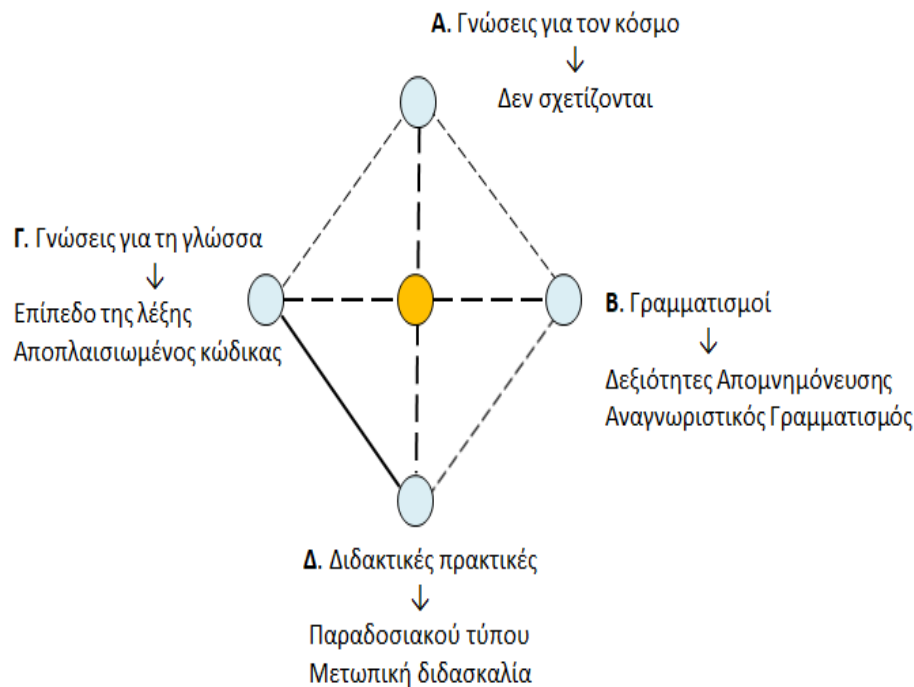 Α. Γνώσεις για τον κόσμο
Δεν σχετίζονται
Γ. Γνώσεις για τη γλώσσα
Επίπεδο της λέξης
Αποπλαισιωμένος κώδικας
Β. Γραμματισμοί
Δεξιότητες Απομνημόνευσης
Αναγνωριστικός Γραμματισμός
Δ. Διδακτικές πρακτικές
Παραδοσιακού τύπου
Μετωπική διδασκαλία